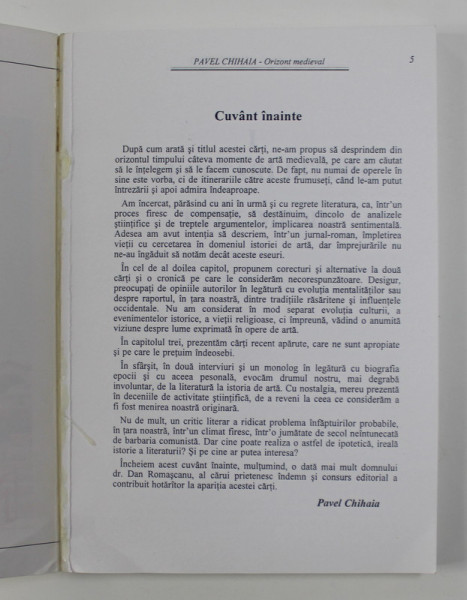 PAVEL CHIHAIA - Orizont medieval 5
Cuvânt înainte
După cum arată şi titlul acestei cărţi, ne-am propus să desprindem din
orizontul timpului câteva momente de artă medievală, pe care am căutat
să le înţelegem şi să le facem cunoscute. De fapt, nu numai de operele în
sine este vorba, ci de itinerariile către aceste frumuseţi, când le-am putut
întrezări şi apoi admira îndeaproape.
Am încercat, părăsind cu ani în urmă şi cu regrete literatura, ca, într'un
proces firesc de compensaţie, să destăinuim, dincolo de analizele
ştiinţifice şi de treptele argumentelor, implicarea noastră sentimentală.
Adesea am avut intenţia să descriem, într'un jurnal-roman, împletirea
vieţii cu cercetarea în domeniul istoriei de artă, dar împrejurările nu
ne-au îngăduit să notăm decât aceste eseuri.
În cel de al doilea capitol, propunem corecturi şi alternative la două
cărţi şi o cronică pe care le considerăm necorespunzătoare. Desigur,
preocupaţi de opiniile autorilor în legătură cu evoluţia mentalităţilor sau
despre raportul, în ţara noastră, dintre tradiţiile răsăritene şi influenţele
occidentale. Nu am considerat în mod separat evoluţia culturii, a
evenimentelor istorice, a vieţii religioase, ci împreună, vădind o anumită
viziune despre lume exprimată în opere de artă.
În capitolul trei, prezentăm cărţi recent apărute, care ne sunt apropiate
şi pe care le preţuim îndeosebi.
În sfârşit, în două interviuri şi un monolog în legătură cu biografia
epocii şi cu aceea pesonală, evocăm drumul nostru, mai degrabă
involuntar, de la literatură la istoria de artă. Cu nostalgia, mereu prezentă
în deceniile de activitate ştiinţifică, de a reveni la ceea ce considerăm a
fi fost menirea noastră originară.
Nu de mult, un critic literar a ridicat problema înfăptuirilor probabile,
în ţara noastră, într'un climat firesc, într'o jumătate de secol neîntunecată
de barbaria comunistă. Dar cine poate realiza o astfel de ipotetică, ireală
istorie a literaturii? Şi pe cine ar putea interesa?
Încheiem acest cuvânt înainte, mulţumind, o dată mai mult domnului
dr. Dan Romaşcanu, al cărui prietenesc îndemn şi consurs editorial a
contribuit hotărîtor la apariţia acestei cărţi.
Pavel Chihaia